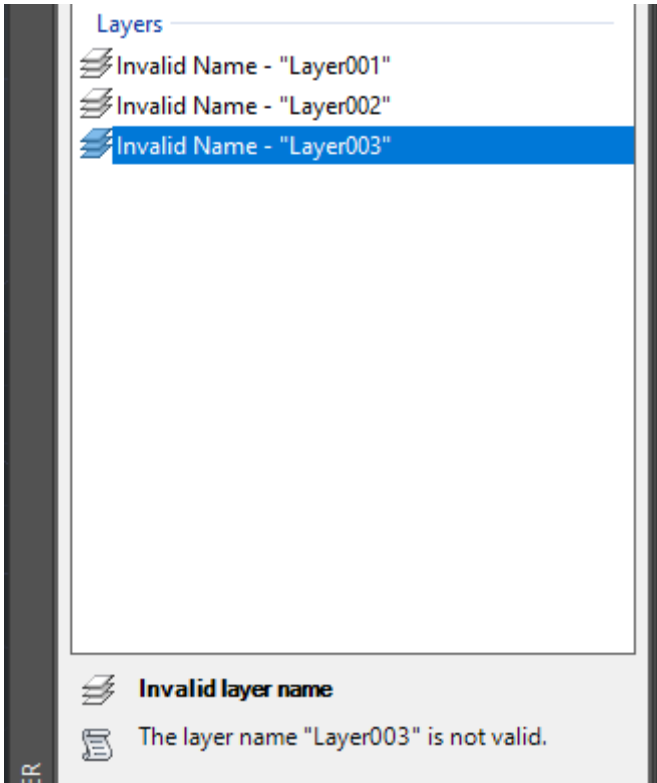 Layers
Invalid Name - "Layer001"
Invalid Name - "Layer002"
Invalid Name - "Layer003"
Invalid layer name
The layer name "Layer003" is not valid.
ER